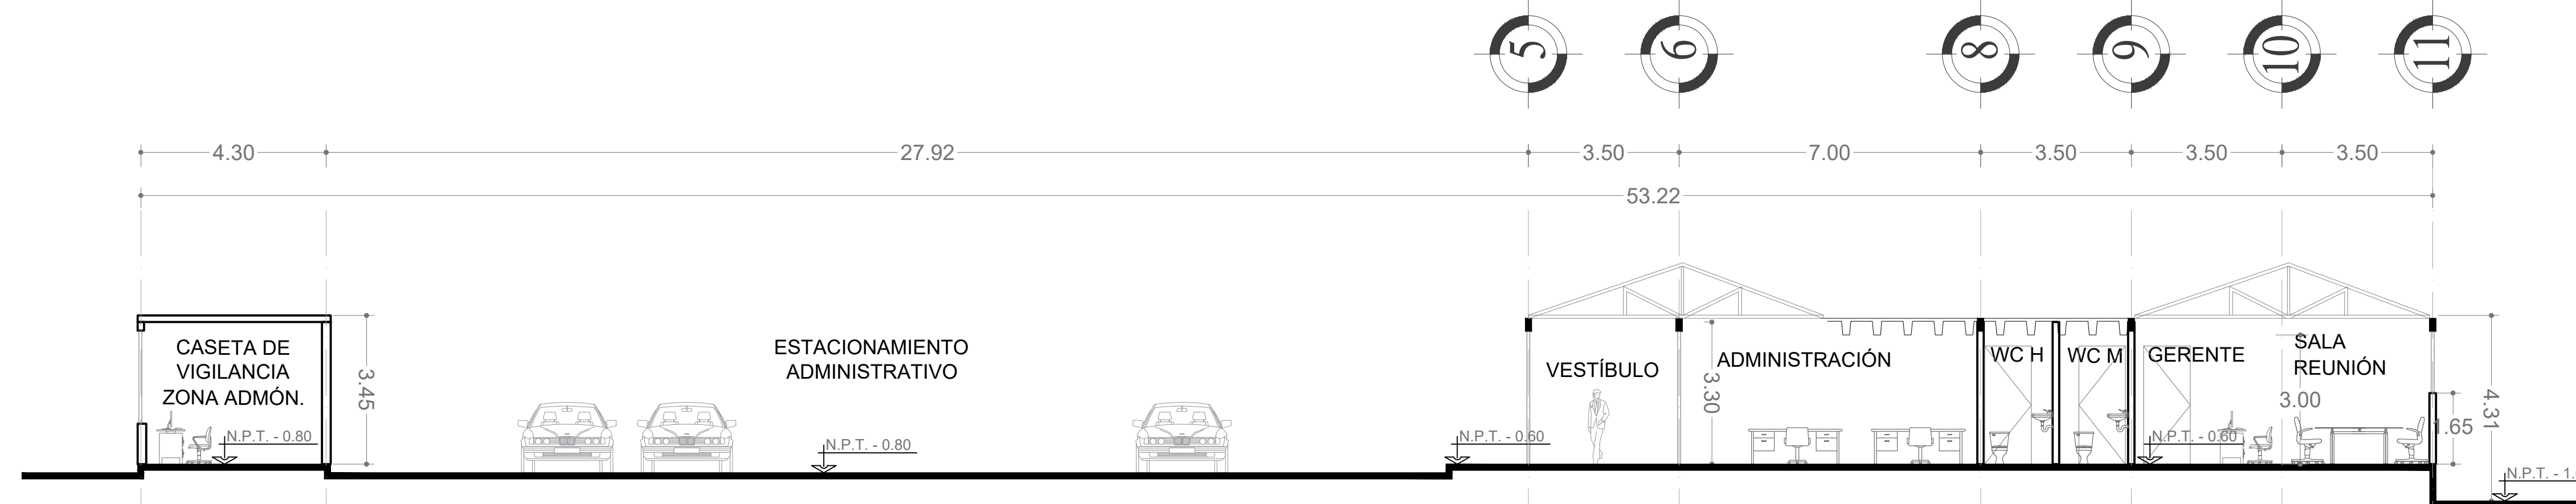 5
6
8
9
10
11
4.30
27.92
3.50
7.00
3.50
3.50
3.50
53.22
CASETA DE
VIGILANCIA
ZONA ADMÓN.
N.P.T. - 0.80
3.45
ESTACIONAMIENTO
ADMINISTRATIVO
N.P.T. - 0.80
N.P.T. - 0.60
VESTÍBULO
3.30
ADMINISTRACIÓN
WC H
WC M
GERENTE
N.P.T. - 0.60
SALA
REUNIÓN
3.00
1.65
4.31
N.P.T. - 1.